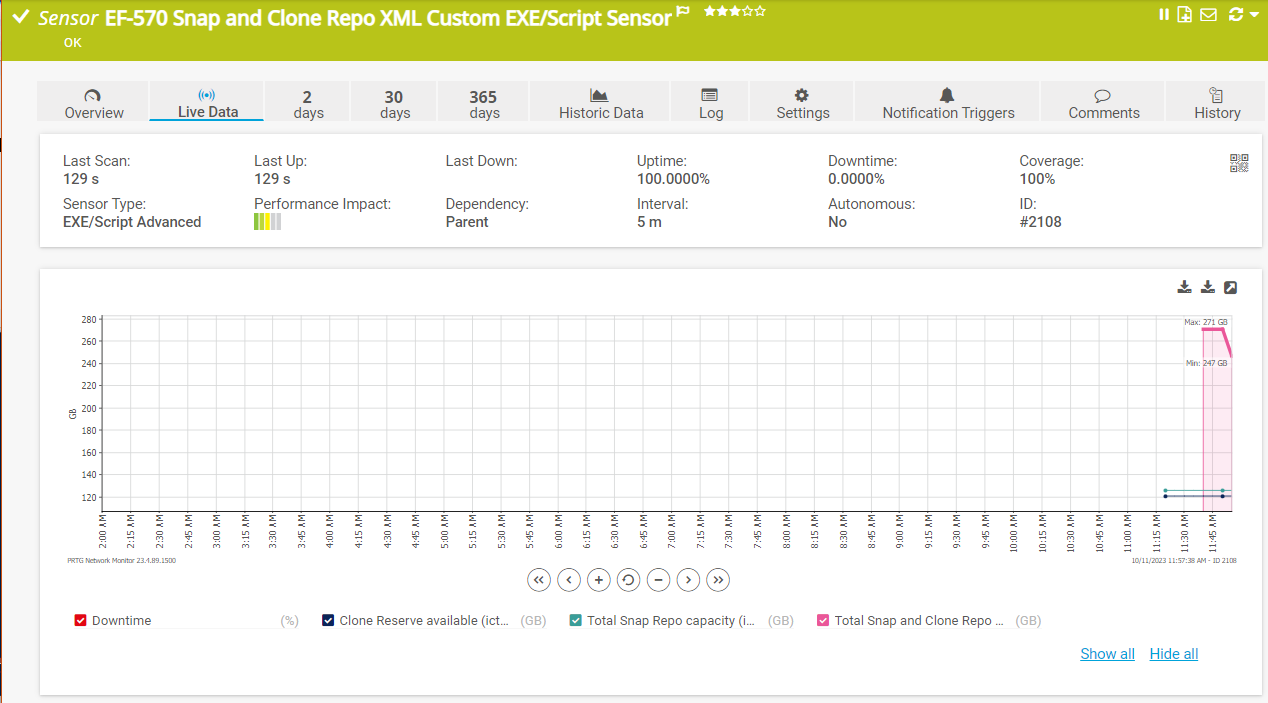 Sensor EF-570 Snap and Clone Repo XML Custom EXE/Script Sensor
OK
Overview
Live Data
2 days
30 days
365 days
Historic Data
Log
Settings
Notification Triggers
Comments
History
Last Scan: Last Up: Last Down: Uptime: Downtime: Coverage:
129 s 129 s 100.0000% 0.0000% 100%
Sensor Type: Performance Impact: Dependency: Interval: Autonomous: ID:
EXE/Script Advanced Parent 5 m No #2108
Max: 271 GB
Min: 247 GB
GB
280
260
240
220
200
180
160
140
120
2:00 AM
2:15 AM
2:30 AM
2:45 AM
3:00 AM
3:15 AM
3:30 AM
3:45 AM
4:00 AM
4:15 AM
4:30 AM
4:45 AM
5:00 AM
5:15 AM
5:30 AM
5:45 AM
6:00 AM
6:15 AM
6:30 AM
6:45 AM
7:00 AM
7:15 AM
7:30 AM
7:45 AM
8:00 AM
8:15 AM
8:30 AM
8:45 AM
9:00 AM
9:15 AM
9:30 AM
9:45 AM
10:00 AM
10:15 AM
10:30 AM
10:45 AM
11:00 AM
11:15 AM
11:30 AM
11:45 AM
PRTG Network Monitor 23.4.89.1500
10/11/2023 11:57:38 AM - ID 2108
Downtime (%)
Clone Reserve available (ict... (GB)
Total Snap Repo capacity (i... (GB)
Total Snap and Clone Repo ... (GB)
Show all Hide all